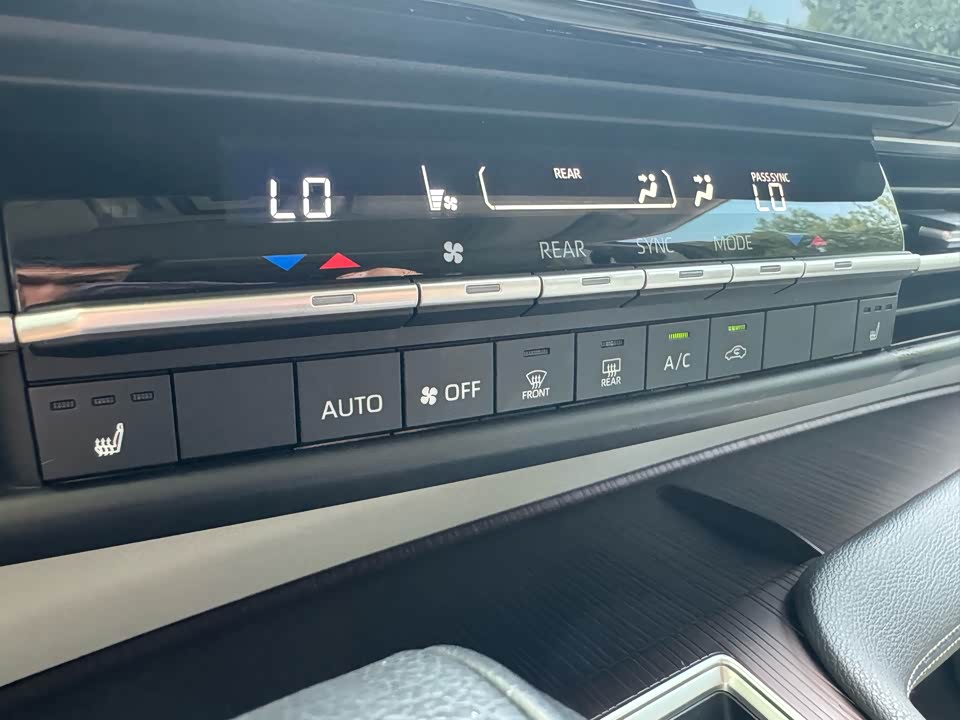 LO
REAR
PASS SYNC
LO
REAR
SYNC
MODE
AUTO
OFF
FRONT
REAR
A/C